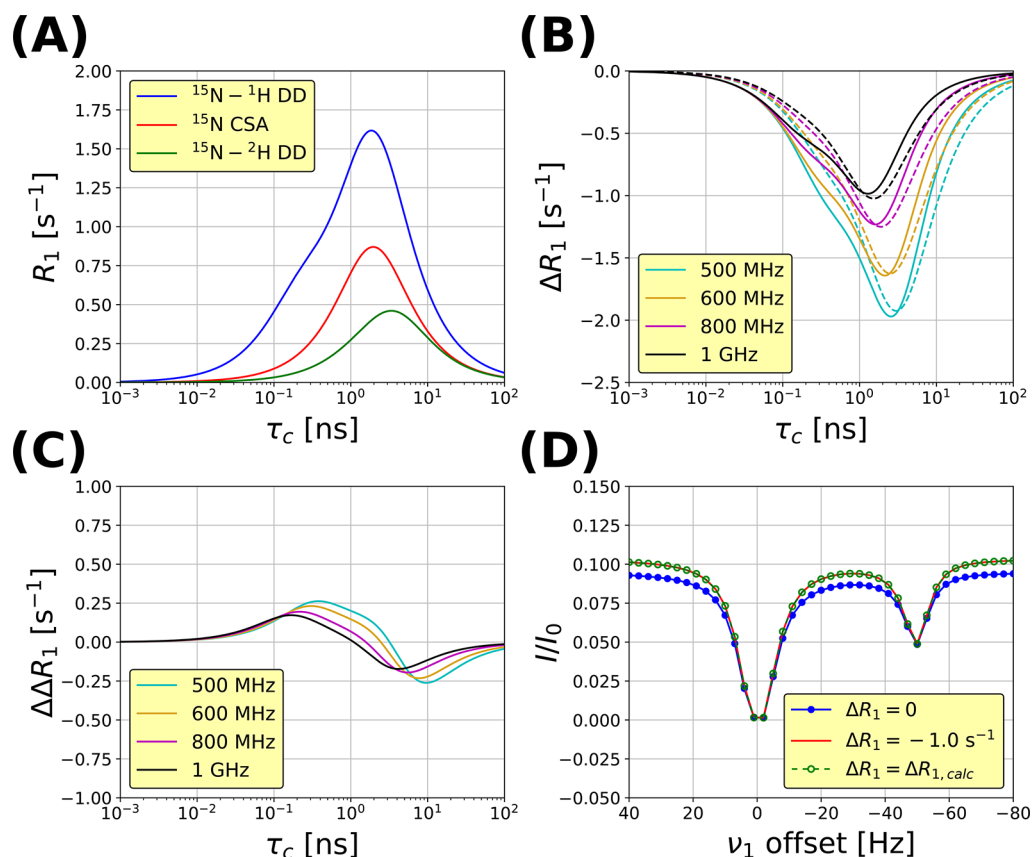 (A)
R₁ [s⁻¹]
2.00
1.75
1.50
1.25
1.00
0.75
0.50
0.25
0.00
¹⁵N − ¹H DD
¹⁵N CSA
¹⁵N − ²H DD
10⁻³ 10⁻² 10⁻¹ 10⁰ 10¹ 10²
τc [ns]
(B)
ΔR₁ [s⁻¹]
0.0
−0.5
−1.0
−1.5
−2.0
−2.5
500 MHz
600 MHz
800 MHz
1 GHz
10⁻³ 10⁻² 10⁻¹ 10⁰ 10¹ 10²
τc [ns]
(C)
ΔΔR₁ [s⁻¹]
1.00
0.75
0.50
0.25
0.00
−0.25
−0.50
−0.75
−1.00
500 MHz
600 MHz
800 MHz
1 GHz
10⁻³ 10⁻² 10⁻¹ 10⁰ 10¹ 10²
τc [ns]
(D)
I/I₀
0.150
0.125
0.100
0.075
0.050
0.025
0.000
−0.025
−0.050
ΔR₁ = 0
ΔR₁ = −1.0 s⁻¹
ΔR₁ = ΔR₁,calc
40 20 0 −20 −40 −60 −80
ν₁ offset [Hz]